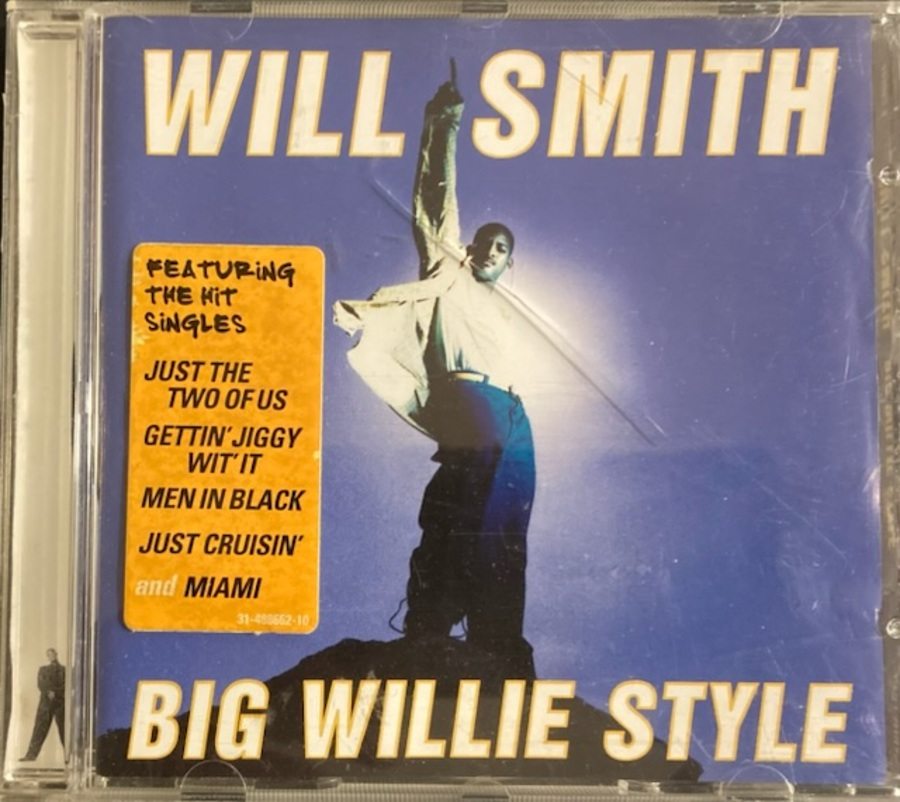 WILL SMITH
FEATURING
THE HIT
SINGLES
JUST THE
TWO OF US
GETTIN' JIGGY
WIT' IT
MEN IN BLACK
JUST CRUISIN'
and MIAMI
BIG WILLIE STYLE